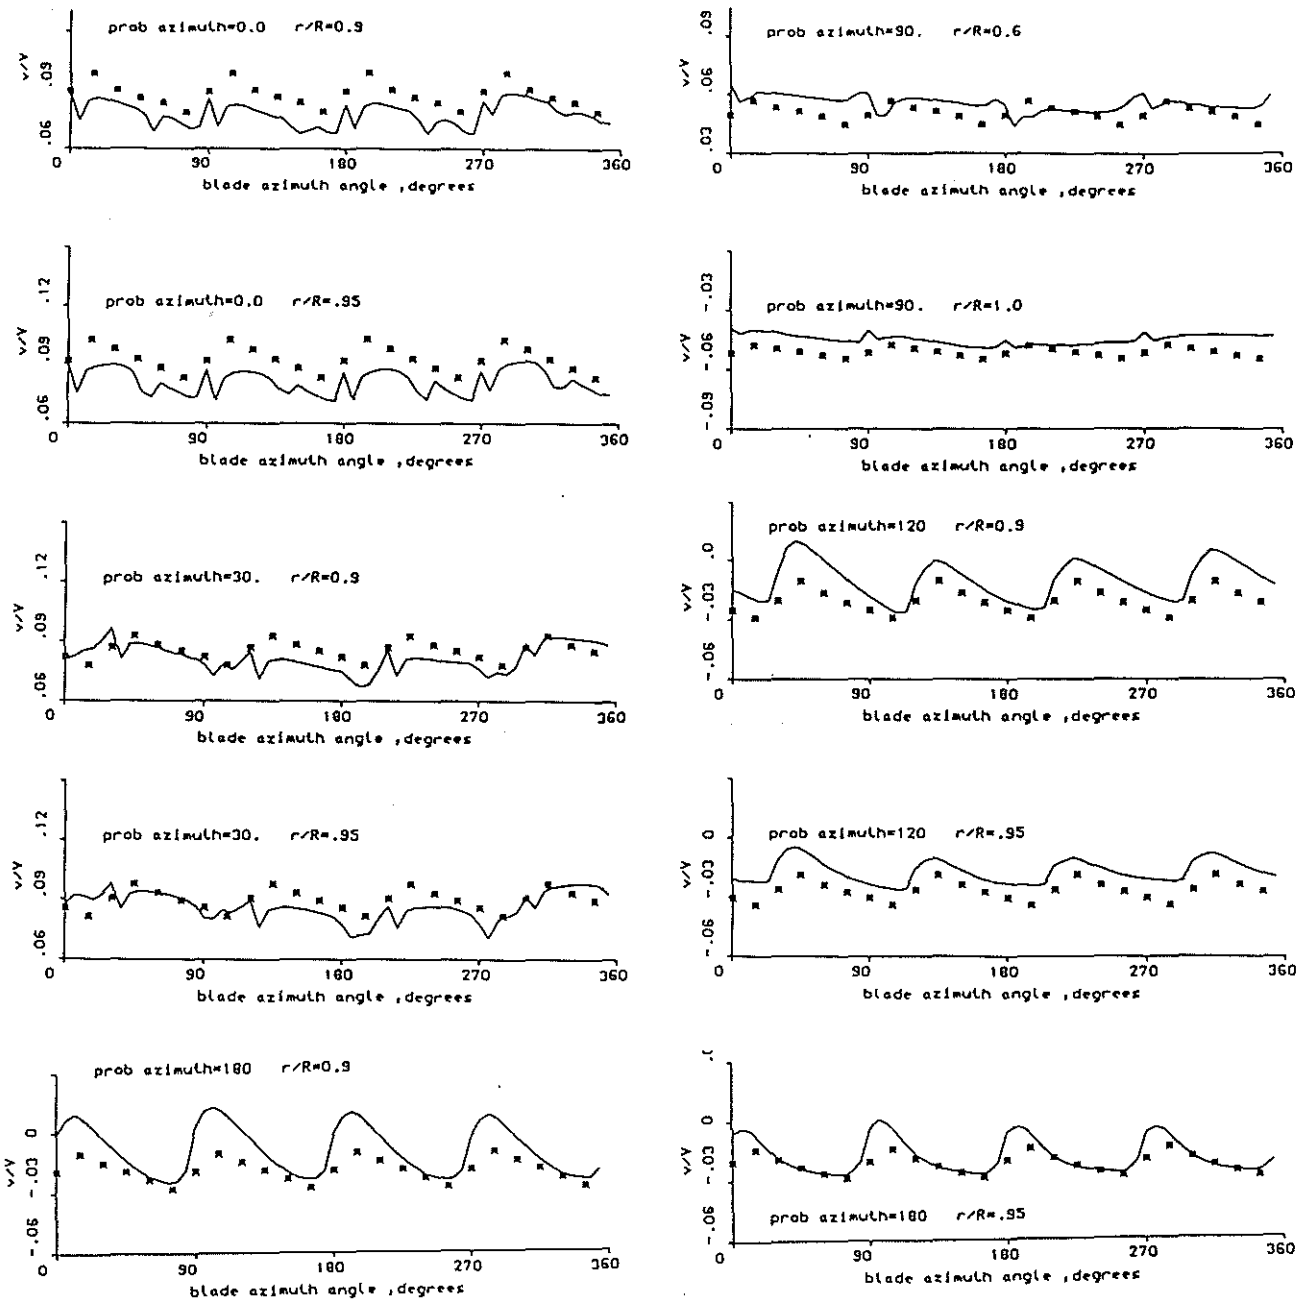 prob azimuth=0.0 r/R=0.9
v/V
.09
.06
0 90 180 270 360
blade azimuth angle ,degrees
prob azimuth=0.0 r/R=.95
v/V
.12
.09
.06
0 90 180 270 360
blade azimuth angle ,degrees
prob azimuth=30. r/R=0.9
v/V
.12
.09
.06
0 90 180 270 360
blade azimuth angle ,degrees
prob azimuth=30. r/R=.95
v/V
.12
.09
.06
0 90 180 270 360
blade azimuth angle ,degrees
prob azimuth=180 r/R=0.9
v/V
0
-.03
-.06
0 90 180 270 360
blade azimuth angle ,degrees
prob azimuth=90. r/R=0.6
v/V
.09
.06
.03
0 90 180 270 360
blade azimuth angle ,degrees
prob azimuth=90. r/R=1.0
v/V
-.03
-.06
-.09
0 90 180 270 360
blade azimuth angle ,degrees
prob azimuth=120 r/R=0.9
v/V
.0
-.03
-.06
0 90 180 270 360
blade azimuth angle ,degrees
prob azimuth=120 r/R=.95
v/V
0
-.03
-.06
0 90 180 270 360
blade azimuth angle ,degrees
prob azimuth=180 r/R=.95
v/V
0
-.03
-.06
0 90 180 270 360
blade azimuth angle ,degrees